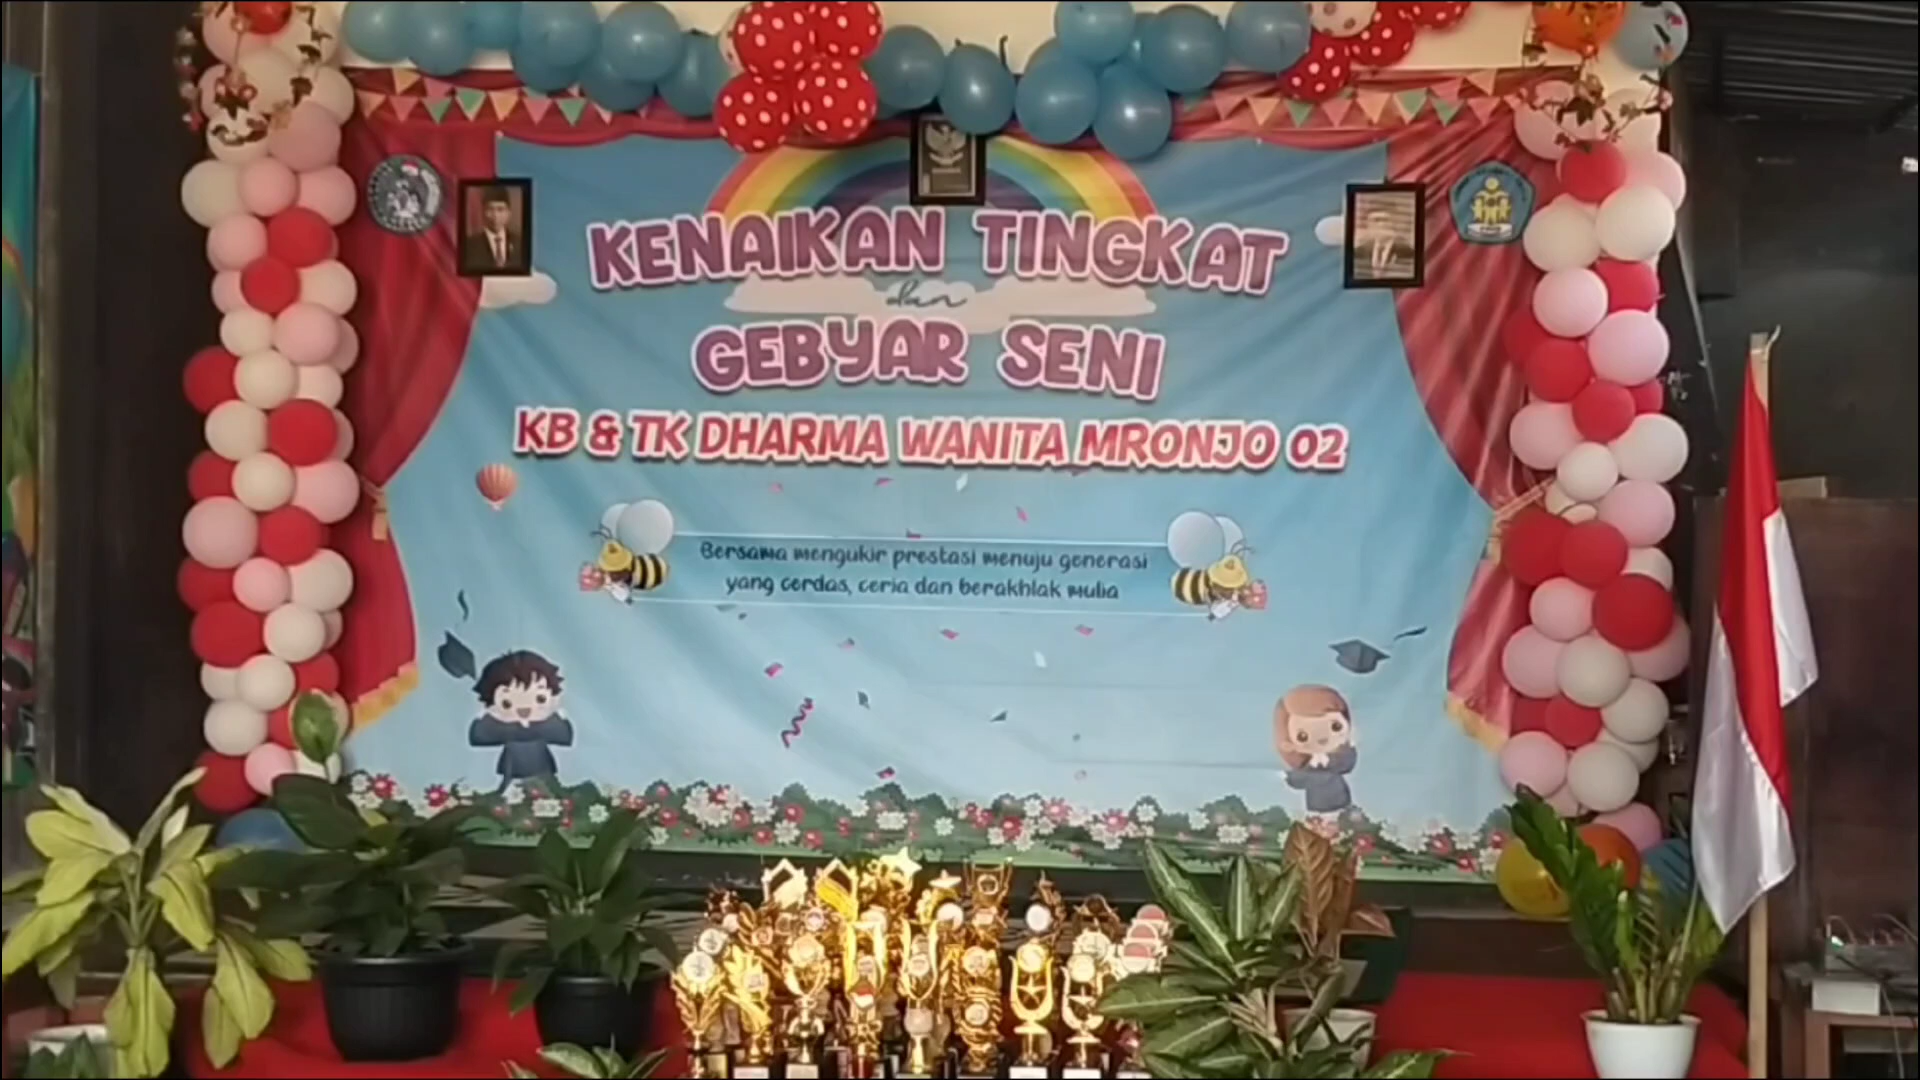 KENAIKAN TINGKAT
dan
GEBYAR SENI
KB & TK DHARMA WANITA MRONJO 02
Bersama mengukir prestasi menuju generasi
yang cerdas, ceria dan berakhlak mulia